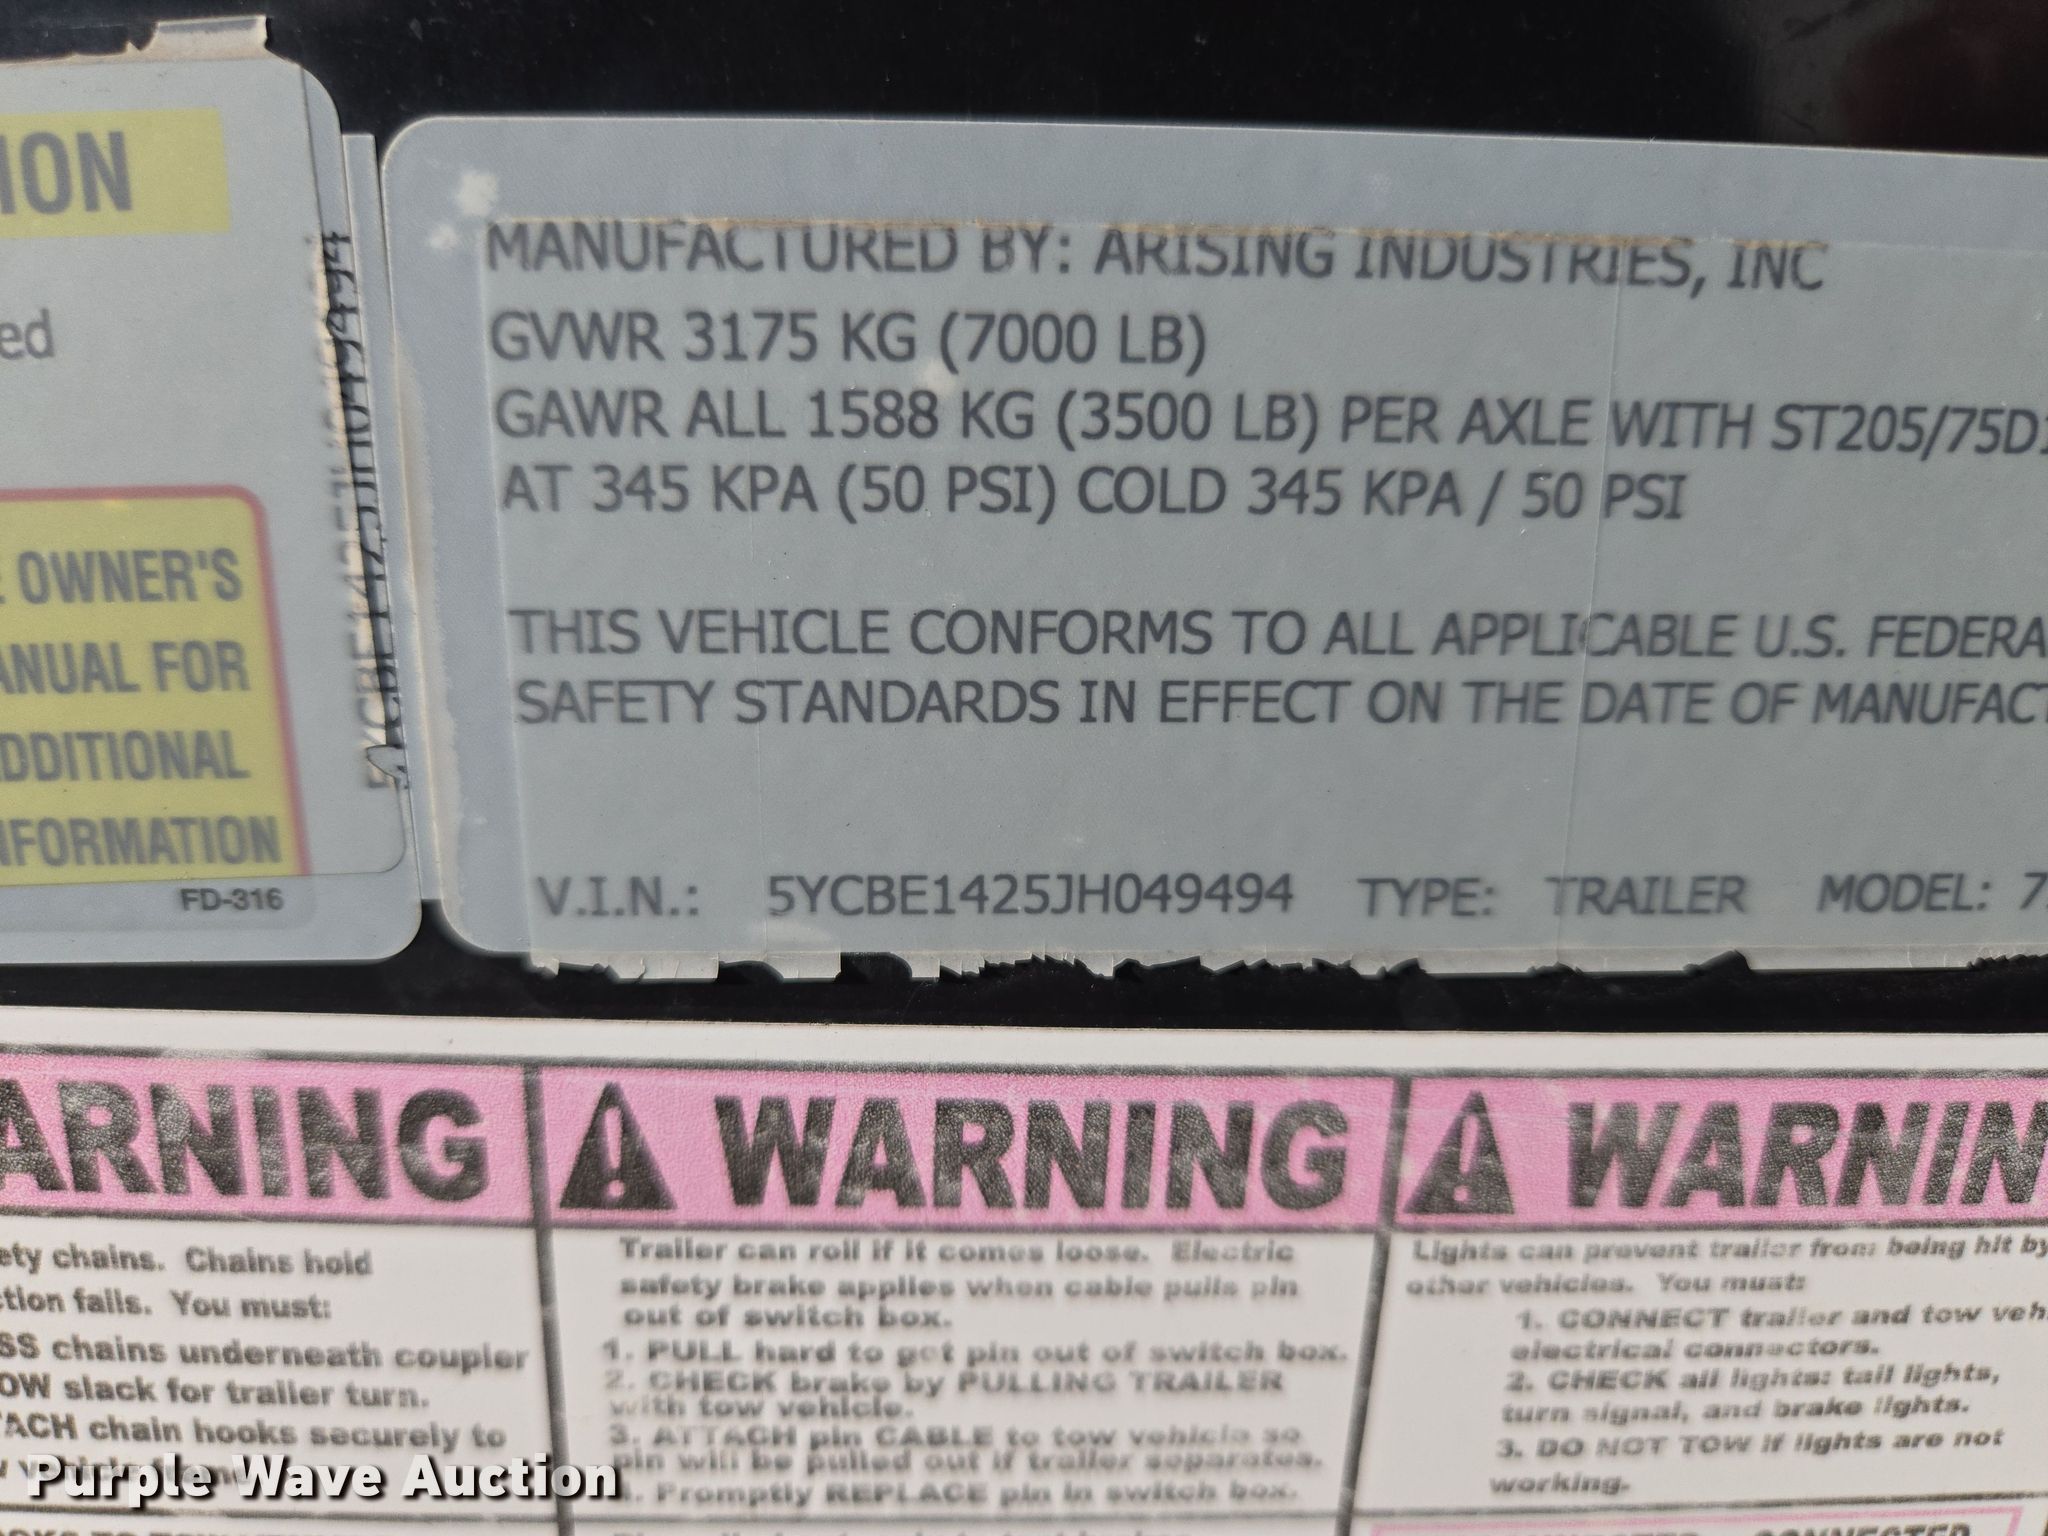 ION
ed
OWNER'S
ANUAL FOR
DDITIONAL
NFORMATION
FD-316
MANUFACTURED BY: ARISING INDUSTRIES, INC
GVWR 3175 KG (7000 LB)
GAWR ALL 1588 KG (3500 LB) PER AXLE WITH ST205/75D1
AT 345 KPA (50 PSI) COLD 345 KPA / 50 PSI
THIS VEHICLE CONFORMS TO ALL APPLICABLE U.S. FEDERA
SAFETY STANDARDS IN EFFECT ON THE DATE OF MANUFACT
V.I.N.: 5YCBE1425JH049494 TYPE: TRAILER MODEL: 7
ARNING
ety chains. Chains hold
ction fails. You must:
SS chains underneath coupler
OW slack for trailer turn.
TACH chain hooks securely to
WARNING
Trailer can roll if it comes loose. Electric
safety brake applies when cable pulls pin
out of switch box.
1. PULL hard to get pin out of switch box.
2. CHECK brake by PULLING TRAILER
with tow vehicle.
3. ATTACH pin CABLE to tow vehicle so
pin will be pulled out if trailer separates.
4. Promptly REPLACE pin in switch box.
WARNIN
Lights can prevent trailer from being hit by
other vehicles. You must:
1. CONNECT trailer and tow veh
electrical connectors.
2. CHECK all lights: tail lights,
turn signal, and brake lights.
3. DO NOT TOW if lights are not
working.
Purple Wave Auction